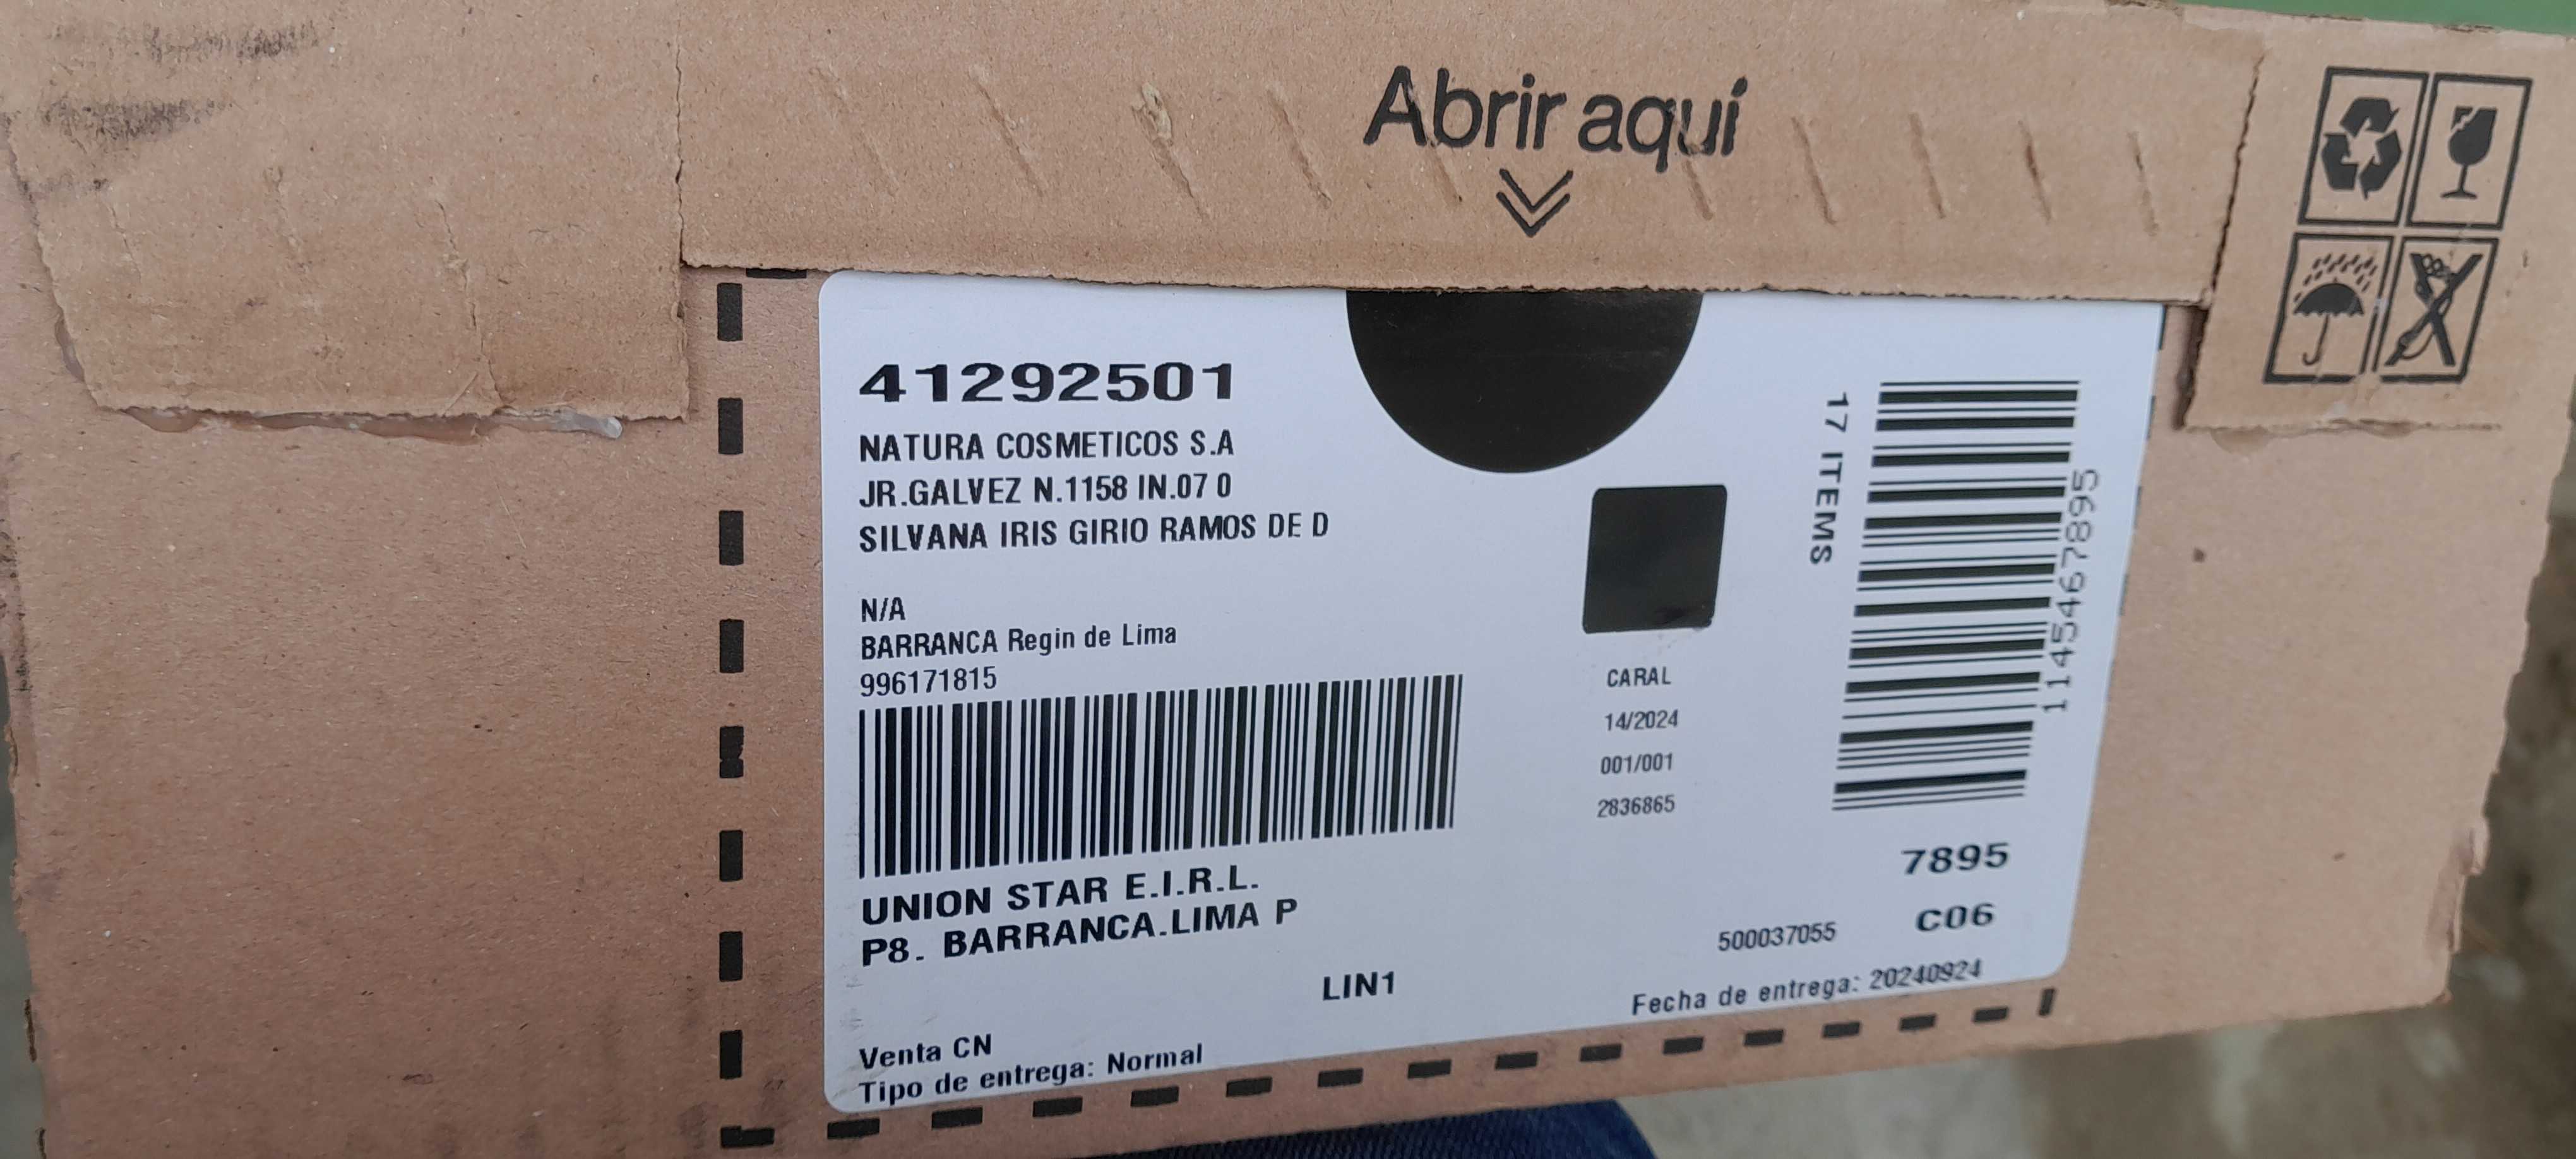 Abrir aquí
41292501
NATURA COSMETICOS S.A
JR.GALVEZ N.1158 IN.07 0
SILVANA IRIS GIRIO RAMOS DE D
N/A
BARRANCA Regin de Lima
996171815
UNION STAR E.I.R.L.
P8. BARRANCA.LIMA P
LIN1
Venta CN
Tipo de entrega: Normal
CARAL
14/2024
001/001
2836865
17 ITEMS
1145467895
7895
C06
500037055
Fecha de entrega: 20240924